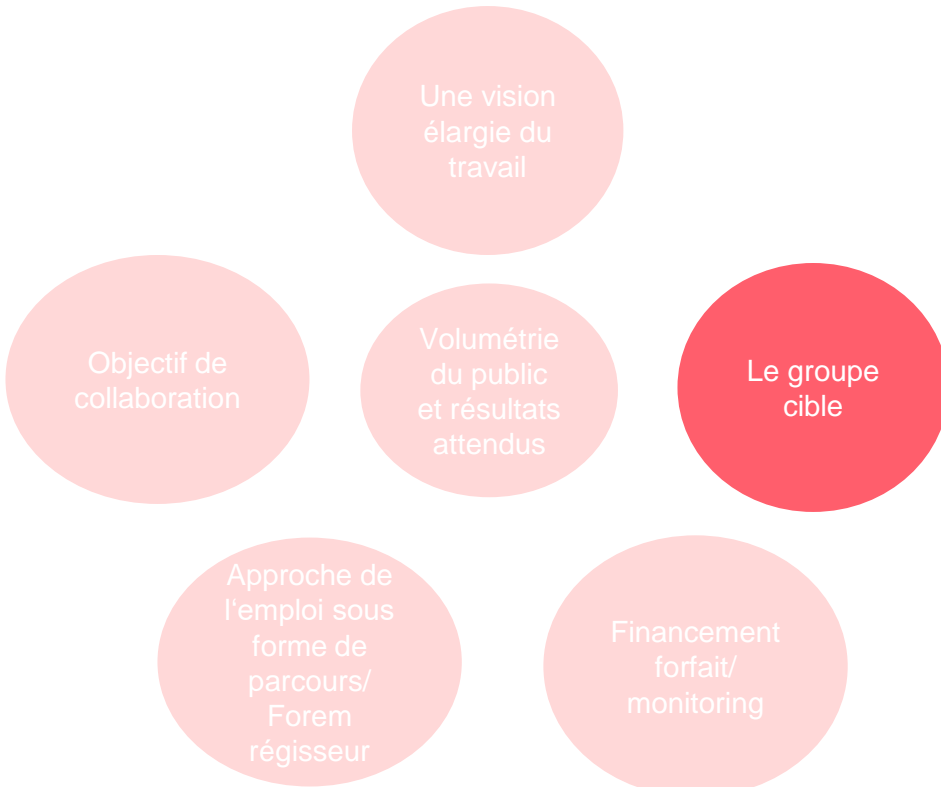 Une vision
élargie du
travail
Objectif de
collaboration
Volumétrie
du public
et résultats
attendus
Le groupe
cible
Approche de
l‘emploi sous
forme de
parcours/
Forem
régisseur
Financement
forfait/
monitoring